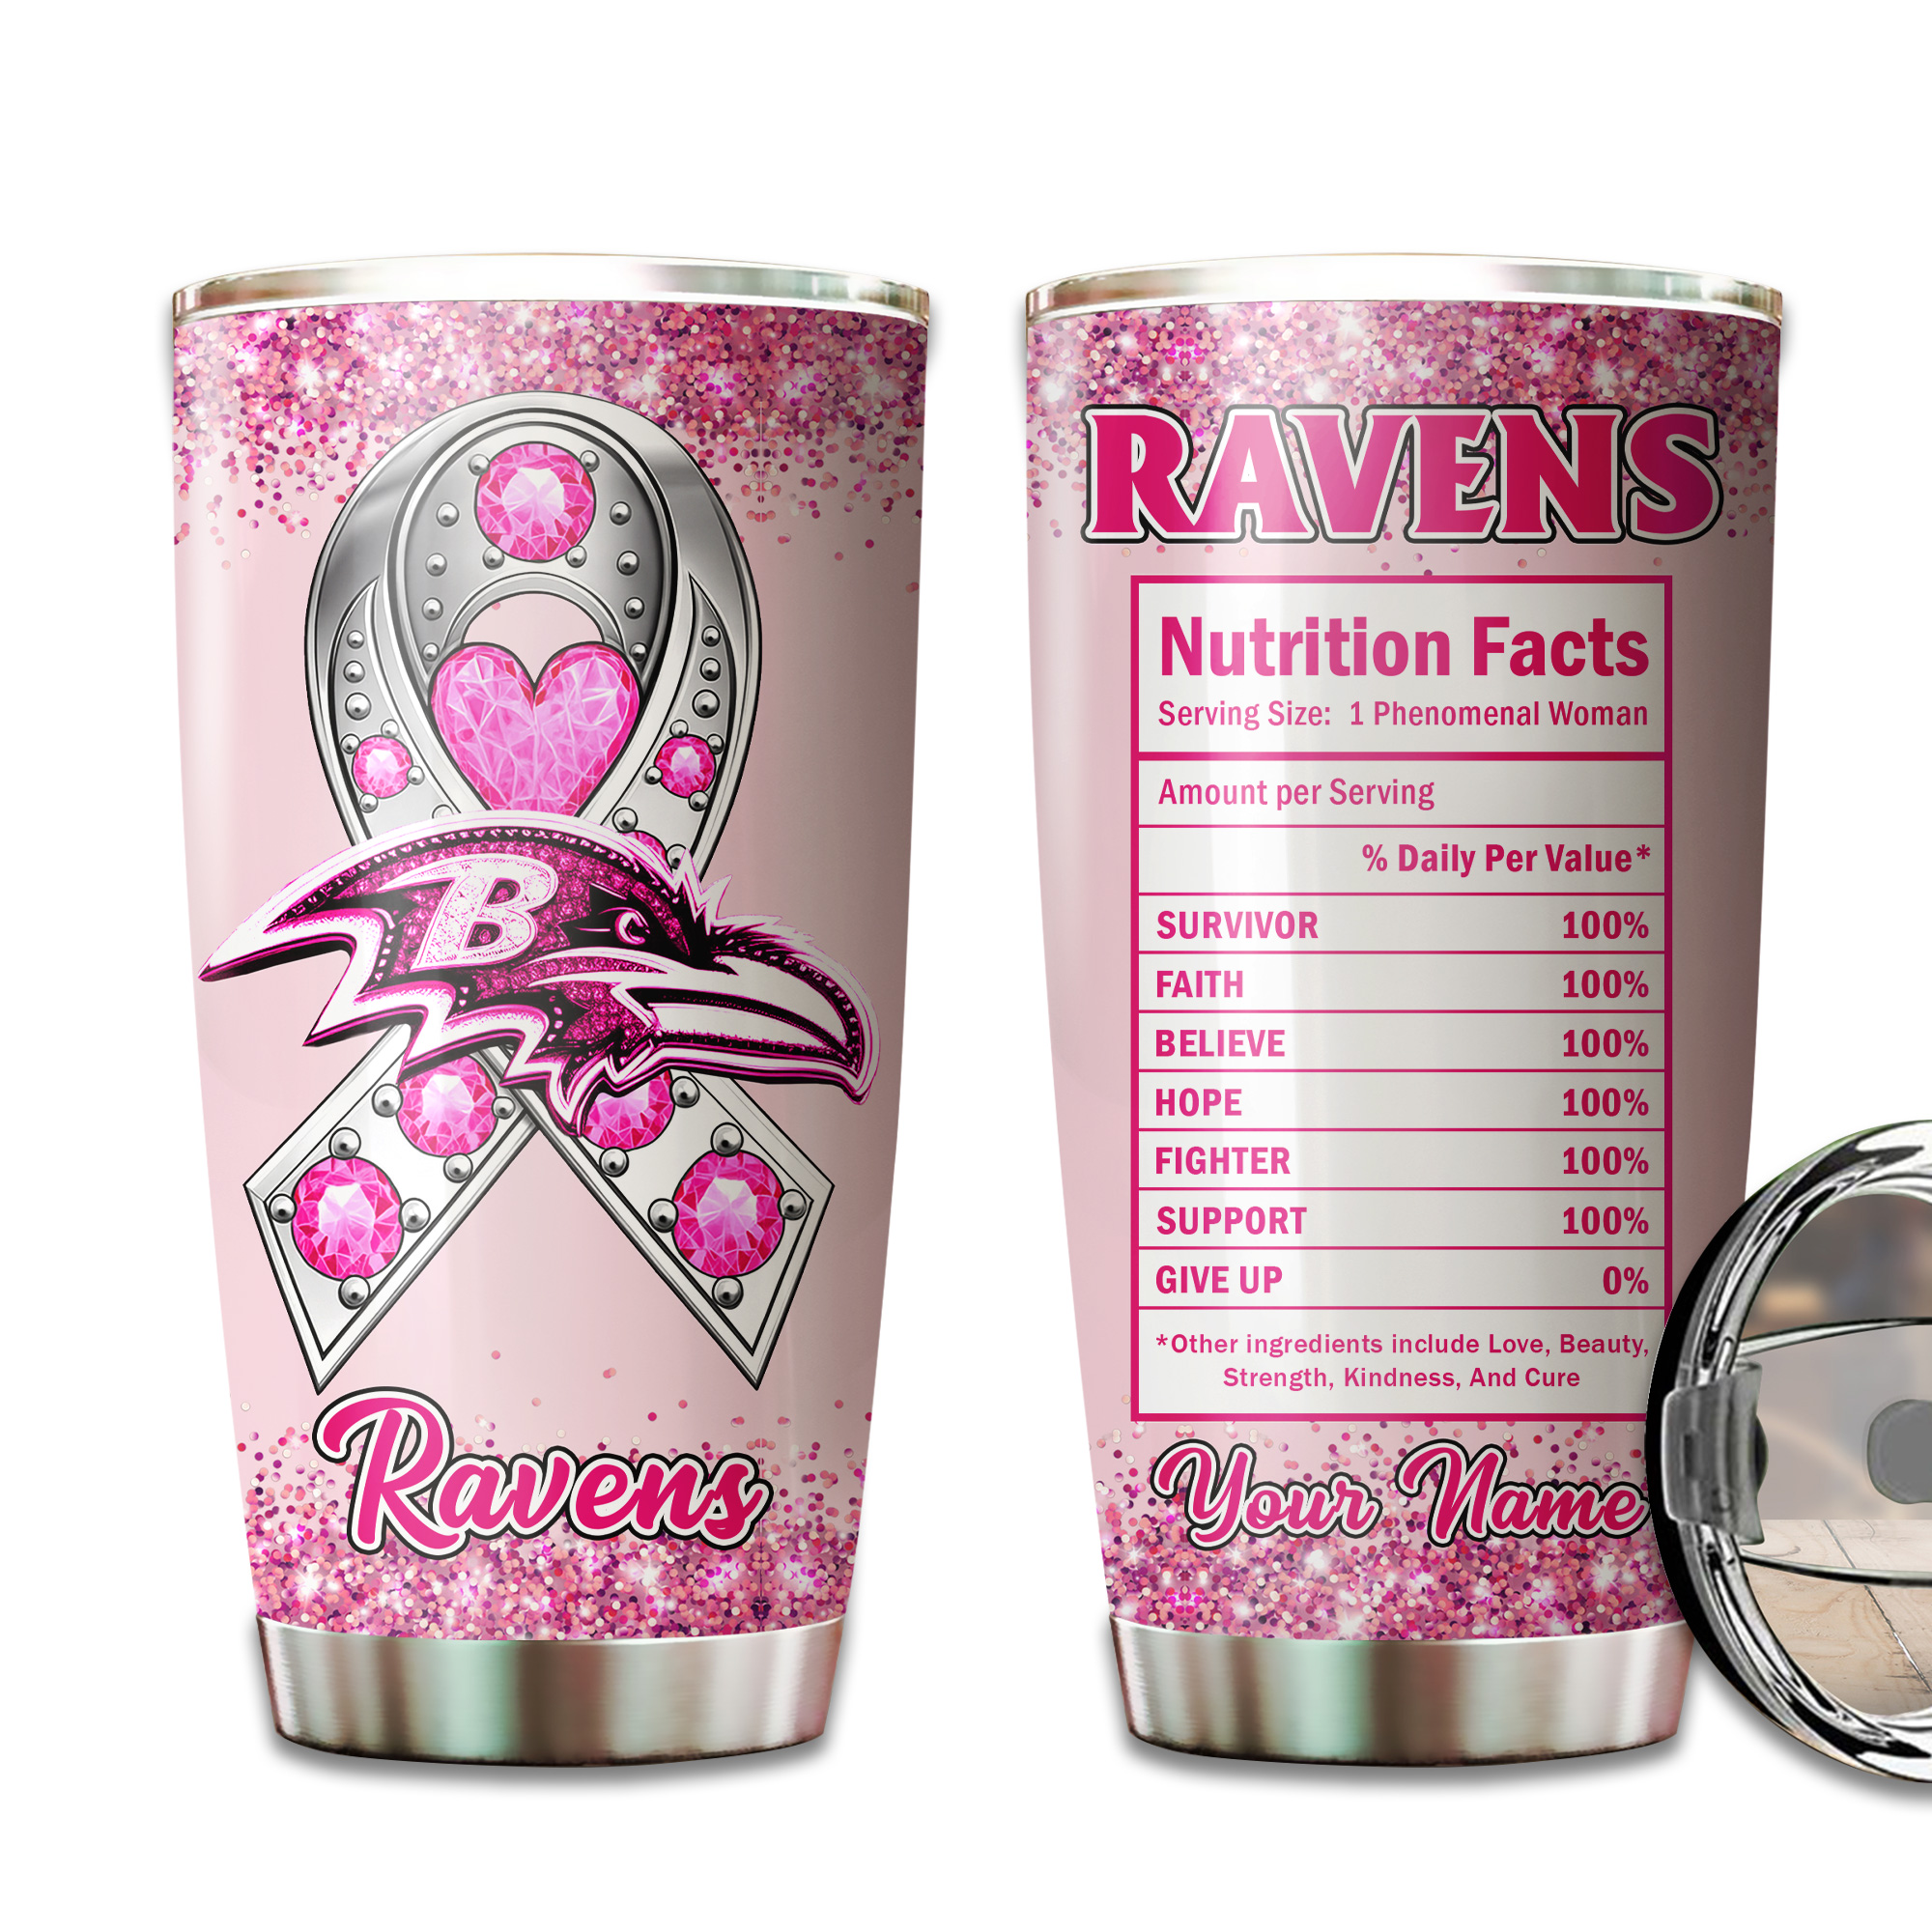 B
Ravens
RAVENS
Nutrition Facts
Serving Size: 1 Phenomenal Woman
Amount per Serving
% Daily Per Value*
SURVIVOR 100%
FAITH 100%
BELIEVE 100%
HOPE 100%
FIGHTER 100%
SUPPORT 100%
GIVE UP 0%
*Other ingredients include Love, Beauty,
Strength, Kindness, And Cure
Your Name